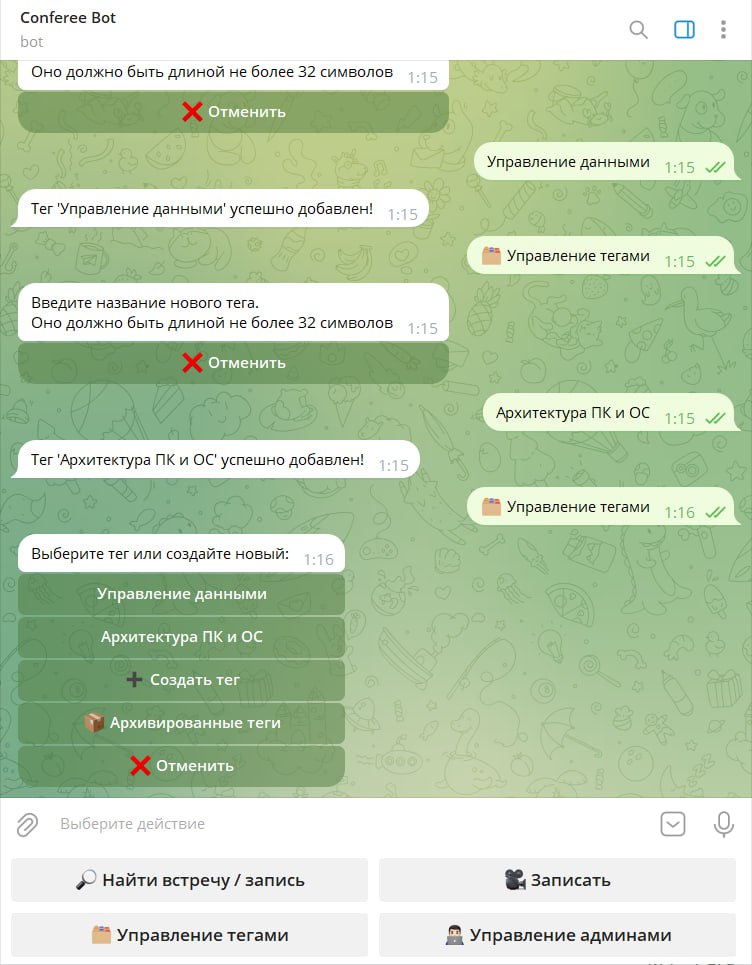 Conferee Bot
bot
Оно должно быть длиной не более 32 символов 1:15
❌ Отменить
Управление данными 1:15
Тег 'Управление данными' успешно добавлен! 1:15
🗂️ Управление тегами 1:15
Введите название нового тега.
Оно должно быть длиной не более 32 символов 1:15
❌ Отменить
Архитектура ПК и ОС 1:15
Тег 'Архитектура ПК и ОС' успешно добавлен! 1:15
🗂️ Управление тегами 1:16
Выберите тег или создайте новый: 1:16
Управление данными
Архитектура ПК и ОС
➕ Создать тег
📦 Архивированные теги
❌ Отменить
Выберите действие
🔎 Найти встречу / запись
🎥 Записать
🗂️ Управление тегами
👨🏻‍💻 Управление админами